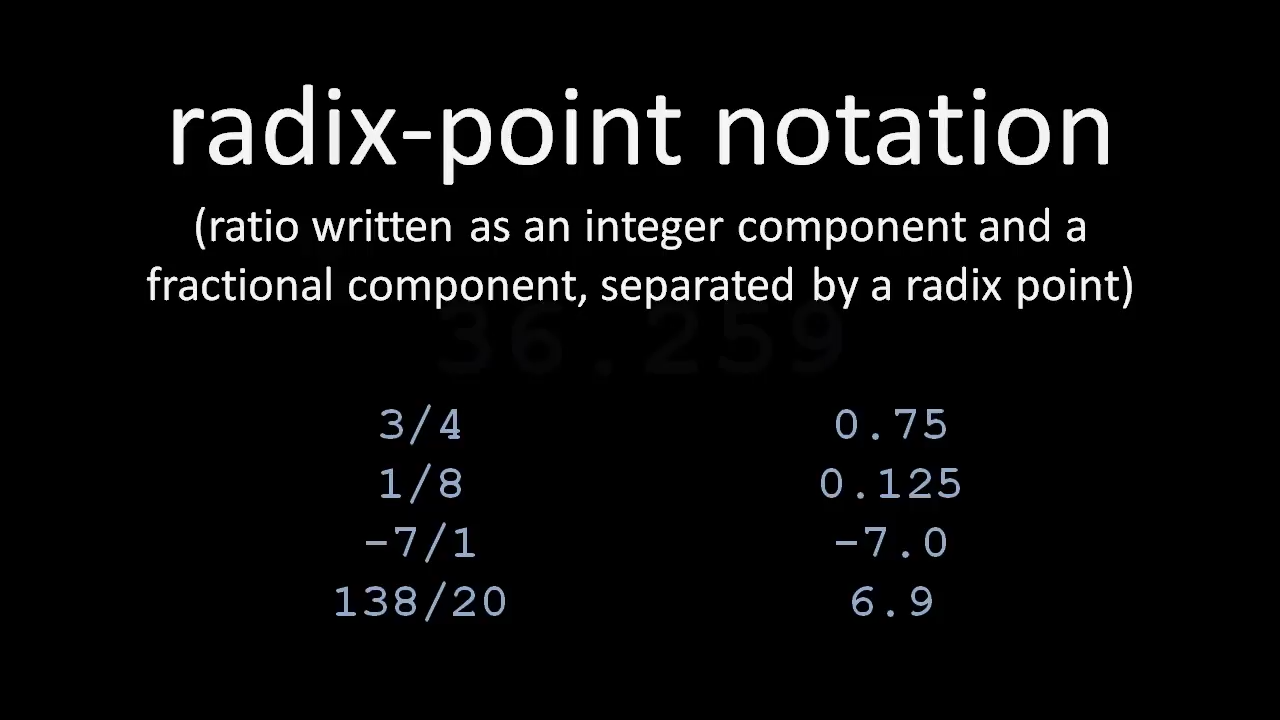 radix-point notation
(ratio written as an integer component and a
fractional component, separated by a radix point)
36.259
3/4 0.75
1/8 0.125
-7/1 -7.0
138/20 6.9